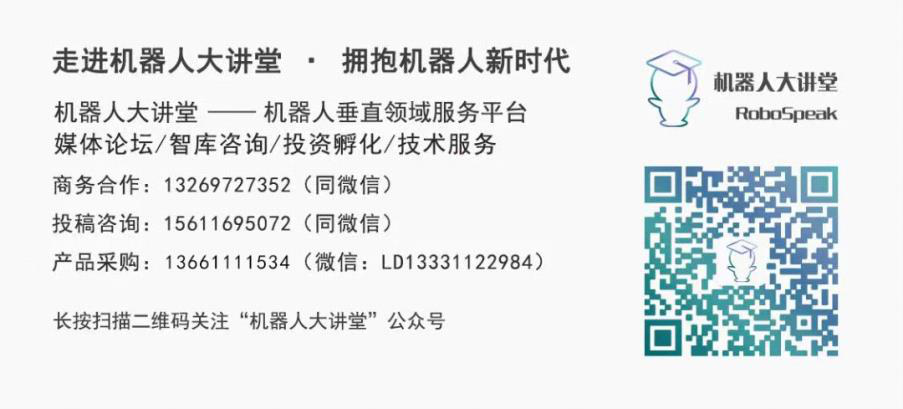 走进机器人大讲堂 · 拥抱机器人新时代
机器人大讲堂 —— 机器人垂直领域服务平台
媒体论坛/智库咨询/投资孵化/技术服务
商务合作：13269727352（同微信）
投稿咨询：15611695072（同微信）
产品采购：13661111534（微信：LD13331122984）
长按扫描二维码关注“机器人大讲堂”公众号
机器人大讲堂
RoboSpeak